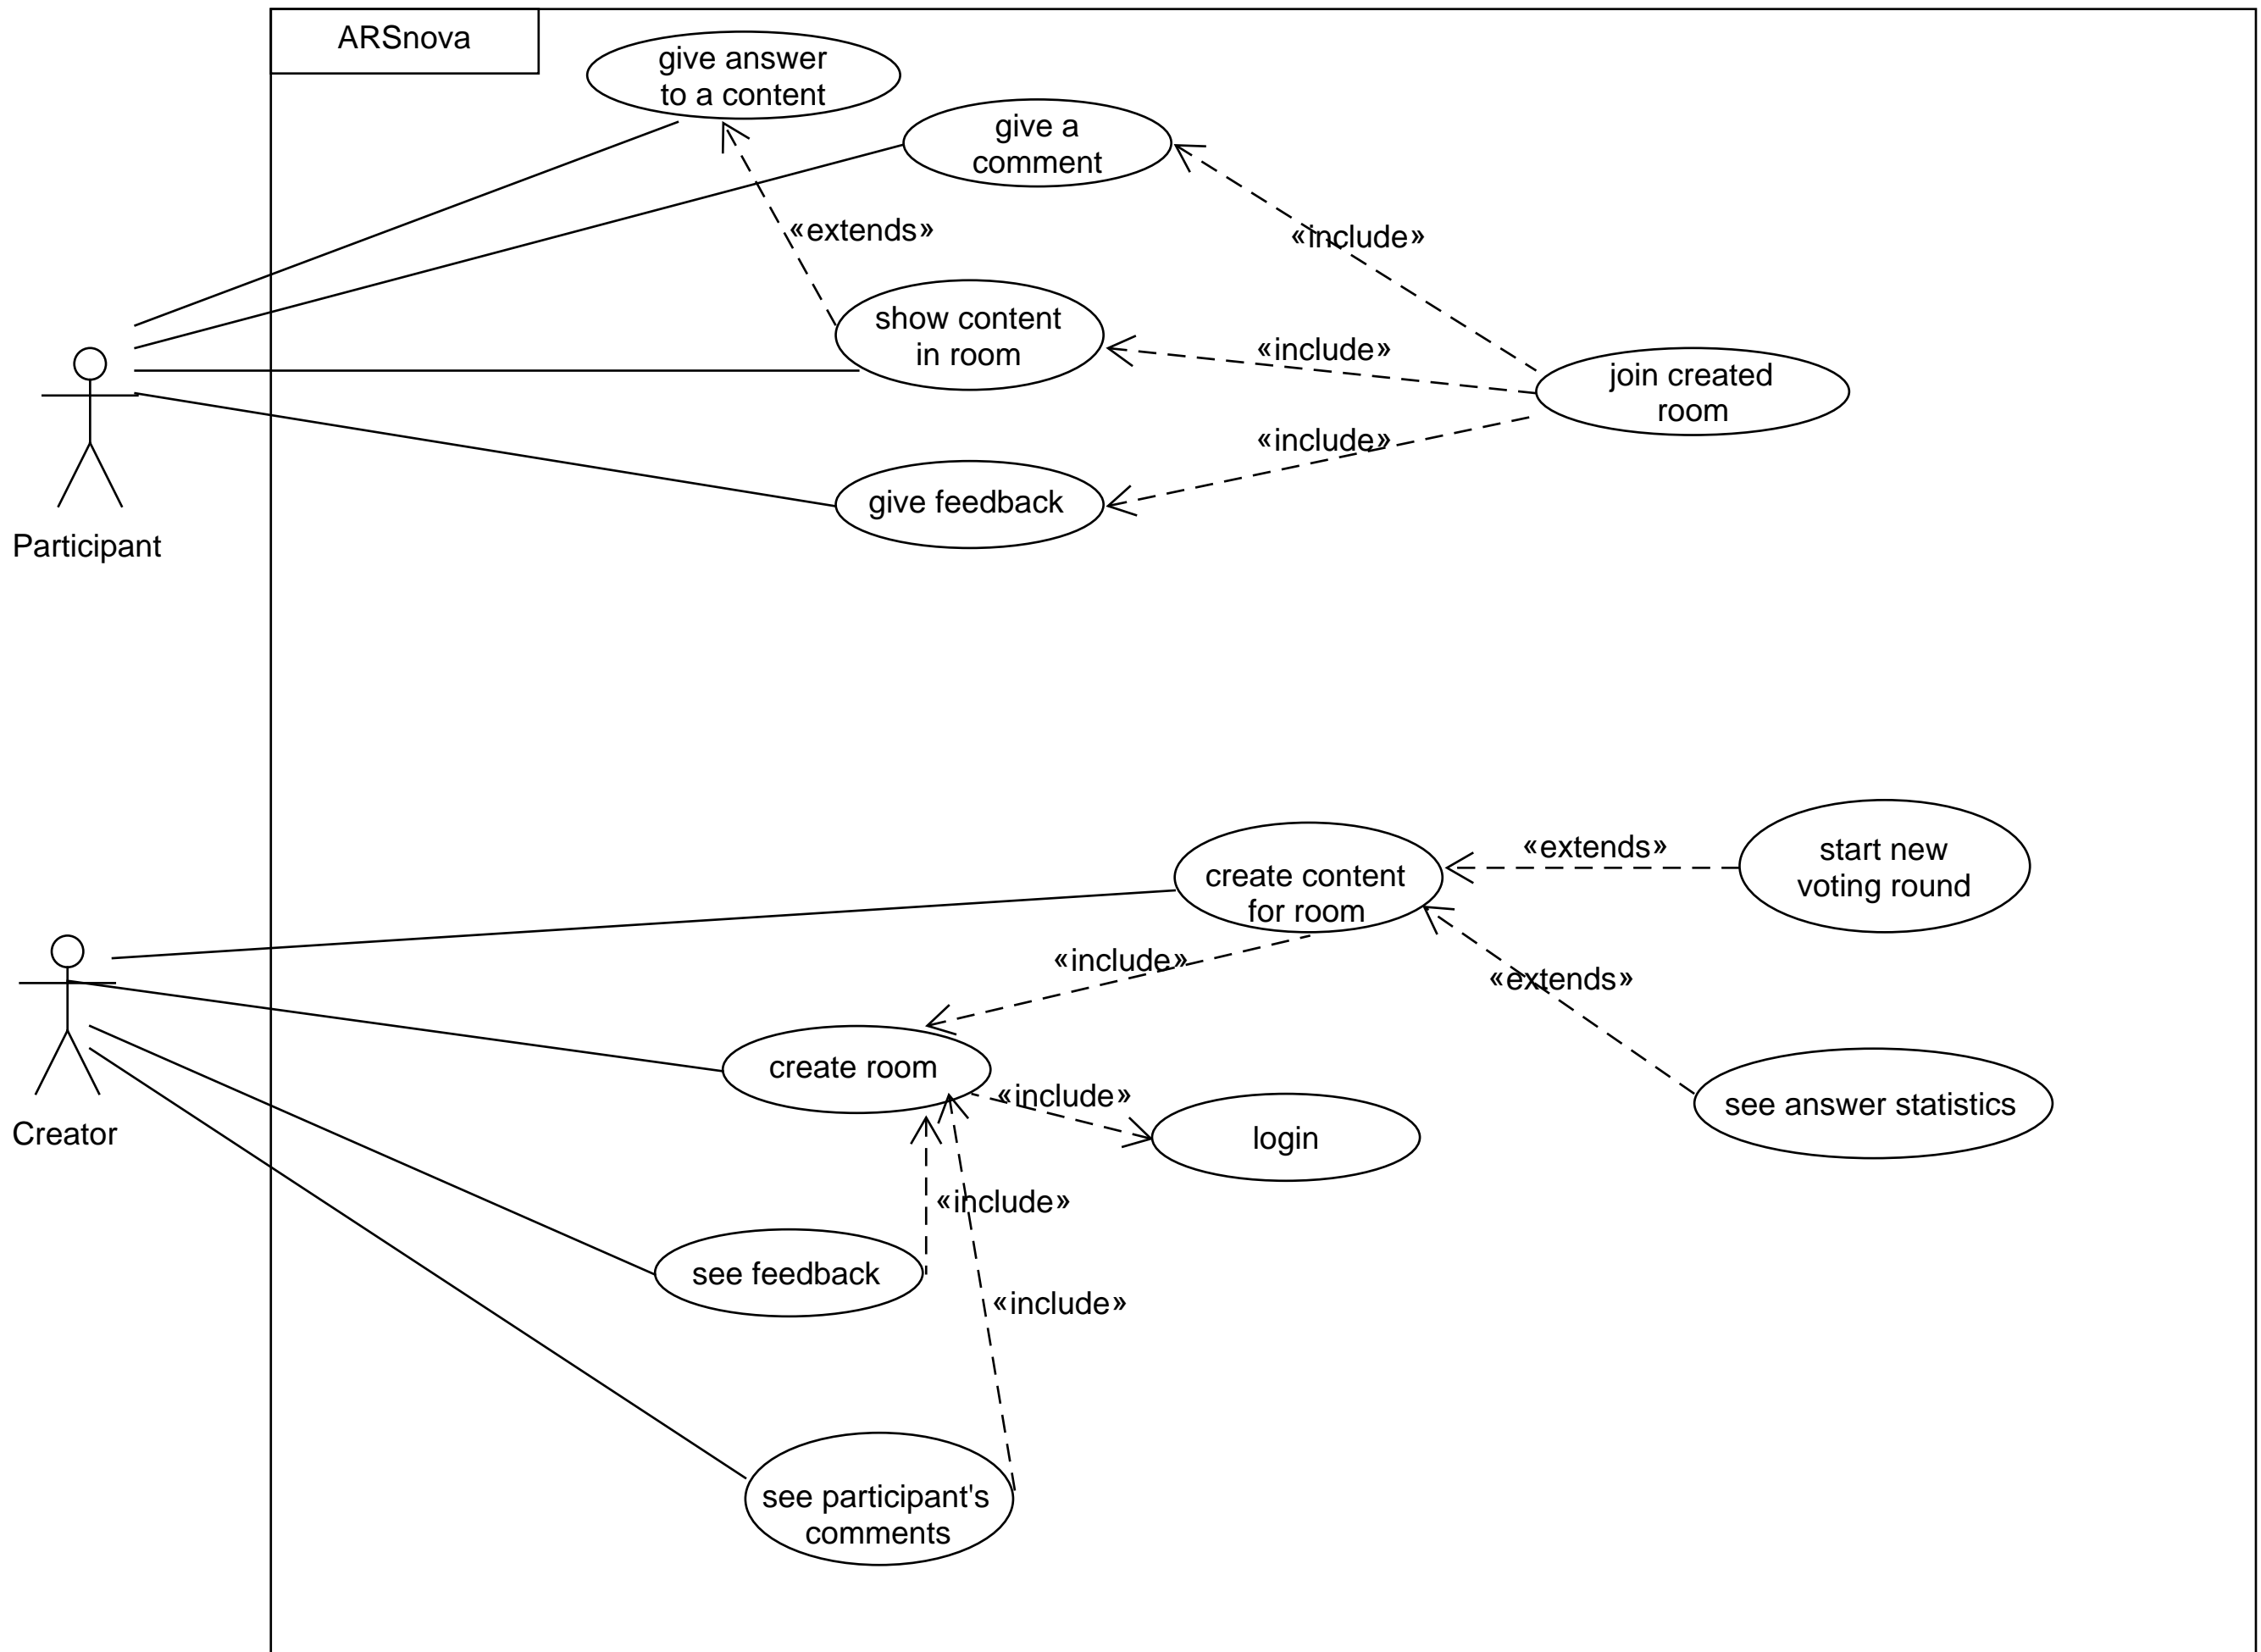 ARSnova
give answer
to a content
give a
comment
«extends»
«include»
show content
in room
«include»
join created
room
«include»
give feedback
Participant
create content
for room
«extends»
start new
voting round
«include»
«extends»
create room
«include»
see answer statistics
Creator
login
«include»
see feedback
«include»
see participant's
comments